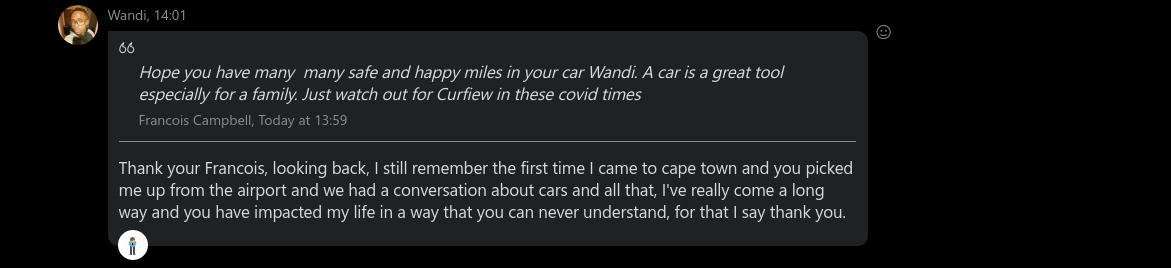 Wandi, 14:01
Hope you have many  many safe and happy miles in your car Wandi. A car is a great tool
especially for a family. Just watch out for Curfiew in these covid times
Francois Campbell, Today at 13:59
Thank your Francois, looking back, I still remember the first time I came to cape town and you picked
me up from the airport and we had a conversation about cars and all that, I've really come a long
way and you have impacted my life in a way that you can never understand, for that I say thank you.